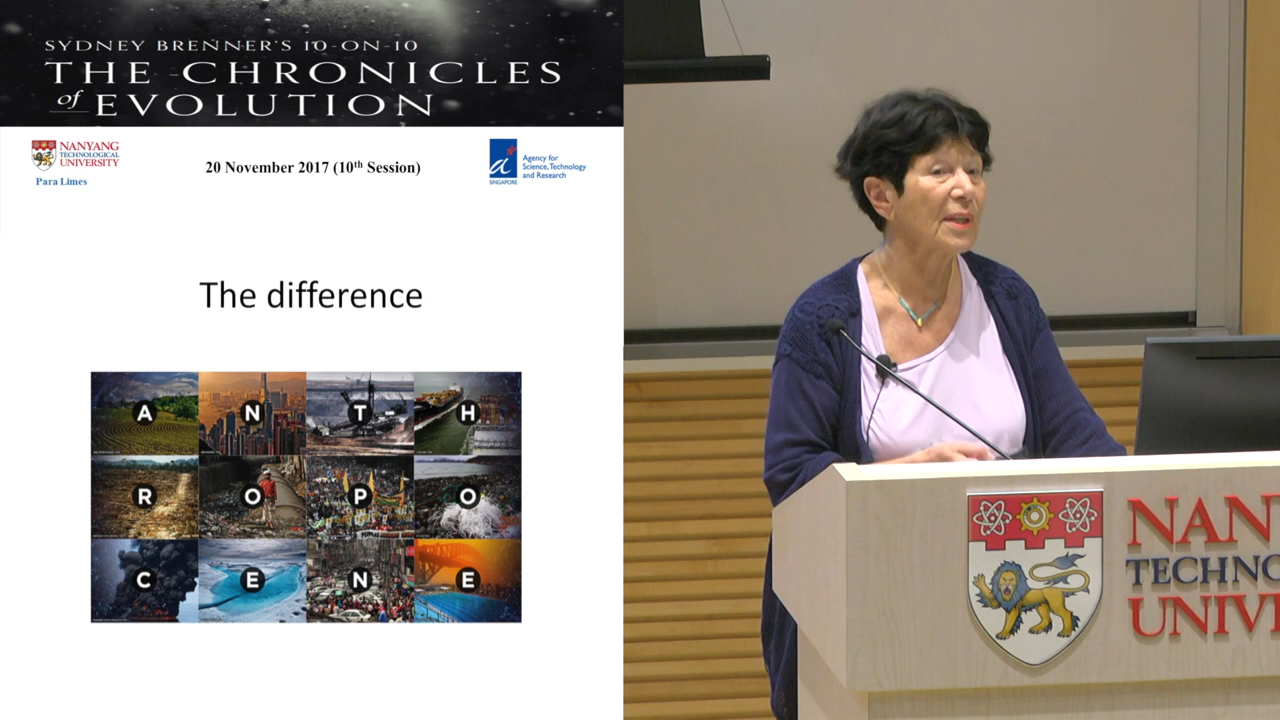 SYDNEY BRENNER'S 10-ON-10
THE CHRONICLES
of EVOLUTION
NANYANG
TECHNOLOGICAL
UNIVERSITY
Para Limes
20 November 2017 (10th Session)
SINGAPORE
Agency for
Science, Technology
and Research
The difference
A N T H
R O P O
C E N E
NAN
TECHNO
UNIV